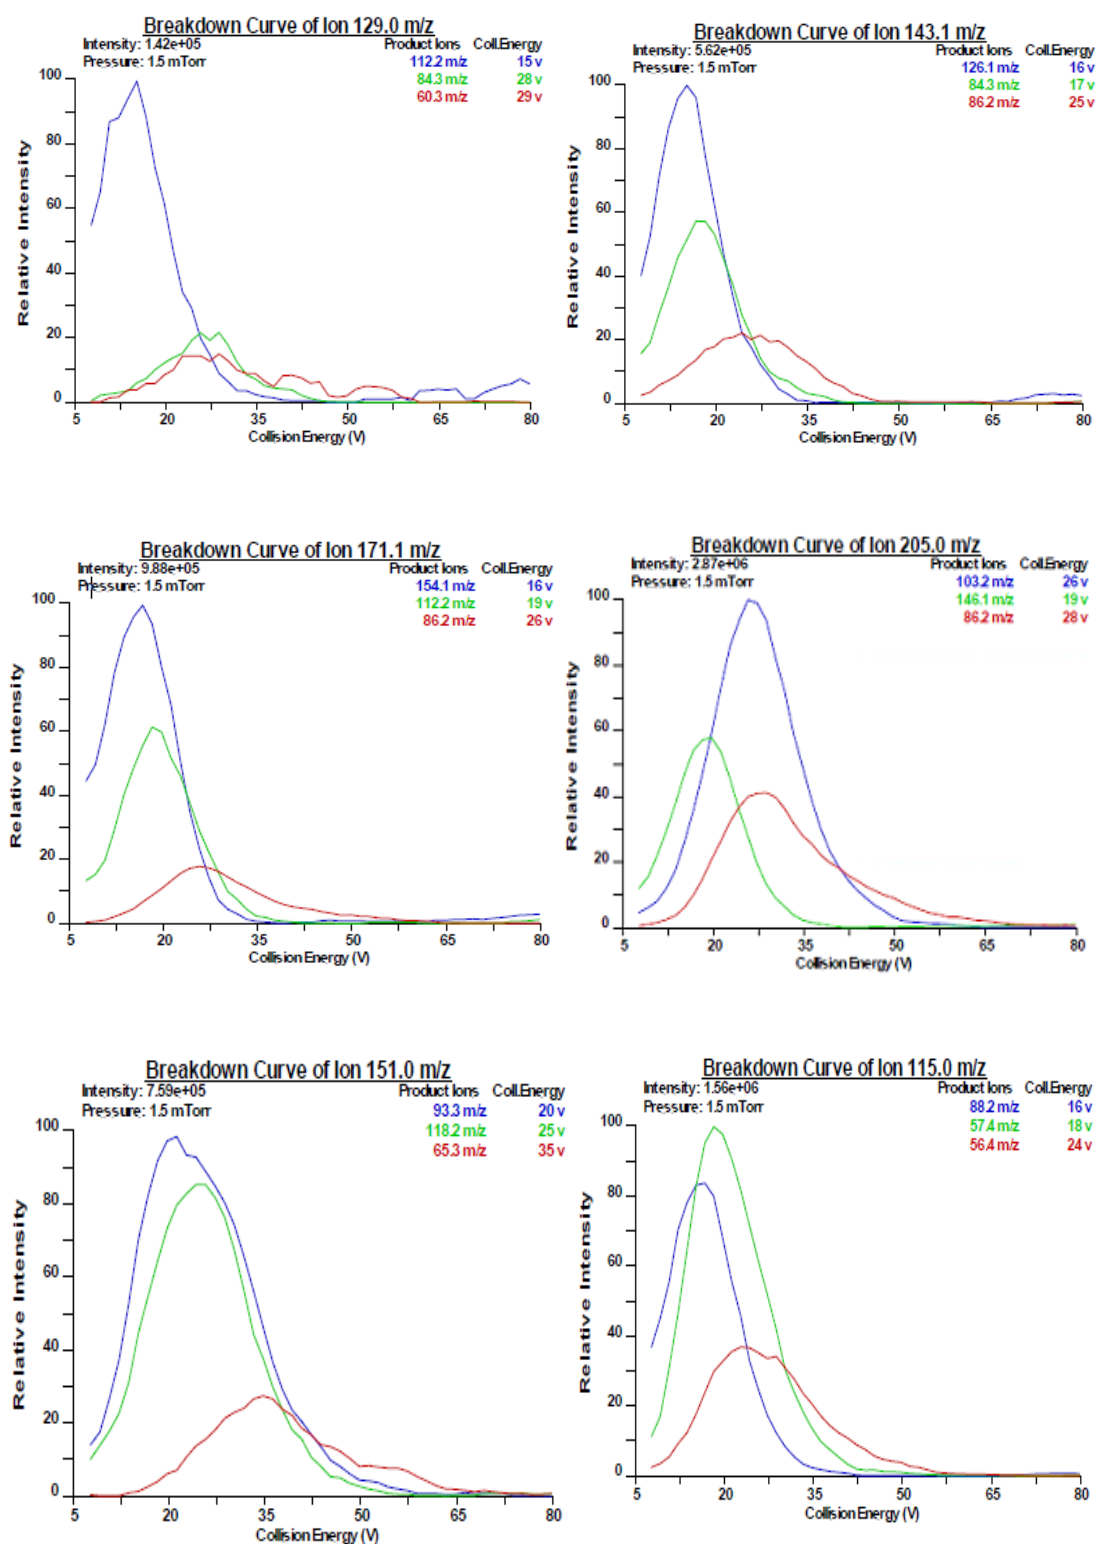 Breakdown Curve of Ion 129.0 m/z
Intensity: 1.42e+05 Product Ions Coll.Energy
Pressure: 1.5 mTorr 112.2 m/z 15 v
84.3 m/z 28 v
60.3 m/z 29 v
100
80
60
40
20
0
Relative Intensity
5 20 35 50 65 80
Collision Energy (V)
Breakdown Curve of Ion 143.1 m/z
Intensity: 5.62e+05 Product Ions Coll.Energy
Pressure: 1.5 mTorr 126.1 m/z 16 v
84.3 m/z 17 v
86.2 m/z 25 v
100
80
60
40
20
0
Relative Intensity
5 20 35 50 65 80
Collision Energy (V)
Breakdown Curve of Ion 171.1 m/z
Intensity: 9.88e+05 Product Ions Coll.Energy
Pressure: 1.5 mTorr 154.1 m/z 16 v
112.2 m/z 19 v
86.2 m/z 26 v
100
80
60
40
20
0
Relative Intensity
5 20 35 50 65 80
Collision Energy (V)
Breakdown Curve of Ion 205.0 m/z
Intensity: 2.87e+06 Product Ions Coll.Energy
Pressure: 1.5 mTorr 103.2 m/z 26 v
146.1 m/z 19 v
86.2 m/z 28 v
100
80
60
40
20
0
Relative Intensity
5 20 35 50 65 80
Collision Energy (V)
Breakdown Curve of Ion 151.0 m/z
Intensity: 7.59e+05 Product Ions Coll.Energy
Pressure: 1.5 mTorr 93.3 m/z 20 v
118.2 m/z 25 v
65.3 m/z 35 v
100
80
60
40
20
0
Relative Intensity
5 20 35 50 65 80
Collision Energy (V)
Breakdown Curve of Ion 115.0 m/z
Intensity: 1.56e+06 Product Ions Coll.Energy
Pressure: 1.5 mTorr 88.2 m/z 16 v
57.4 m/z 18 v
56.4 m/z 24 v
100
80
60
40
20
0
Relative Intensity
5 20 35 50 65 80
Collision Energy (V)